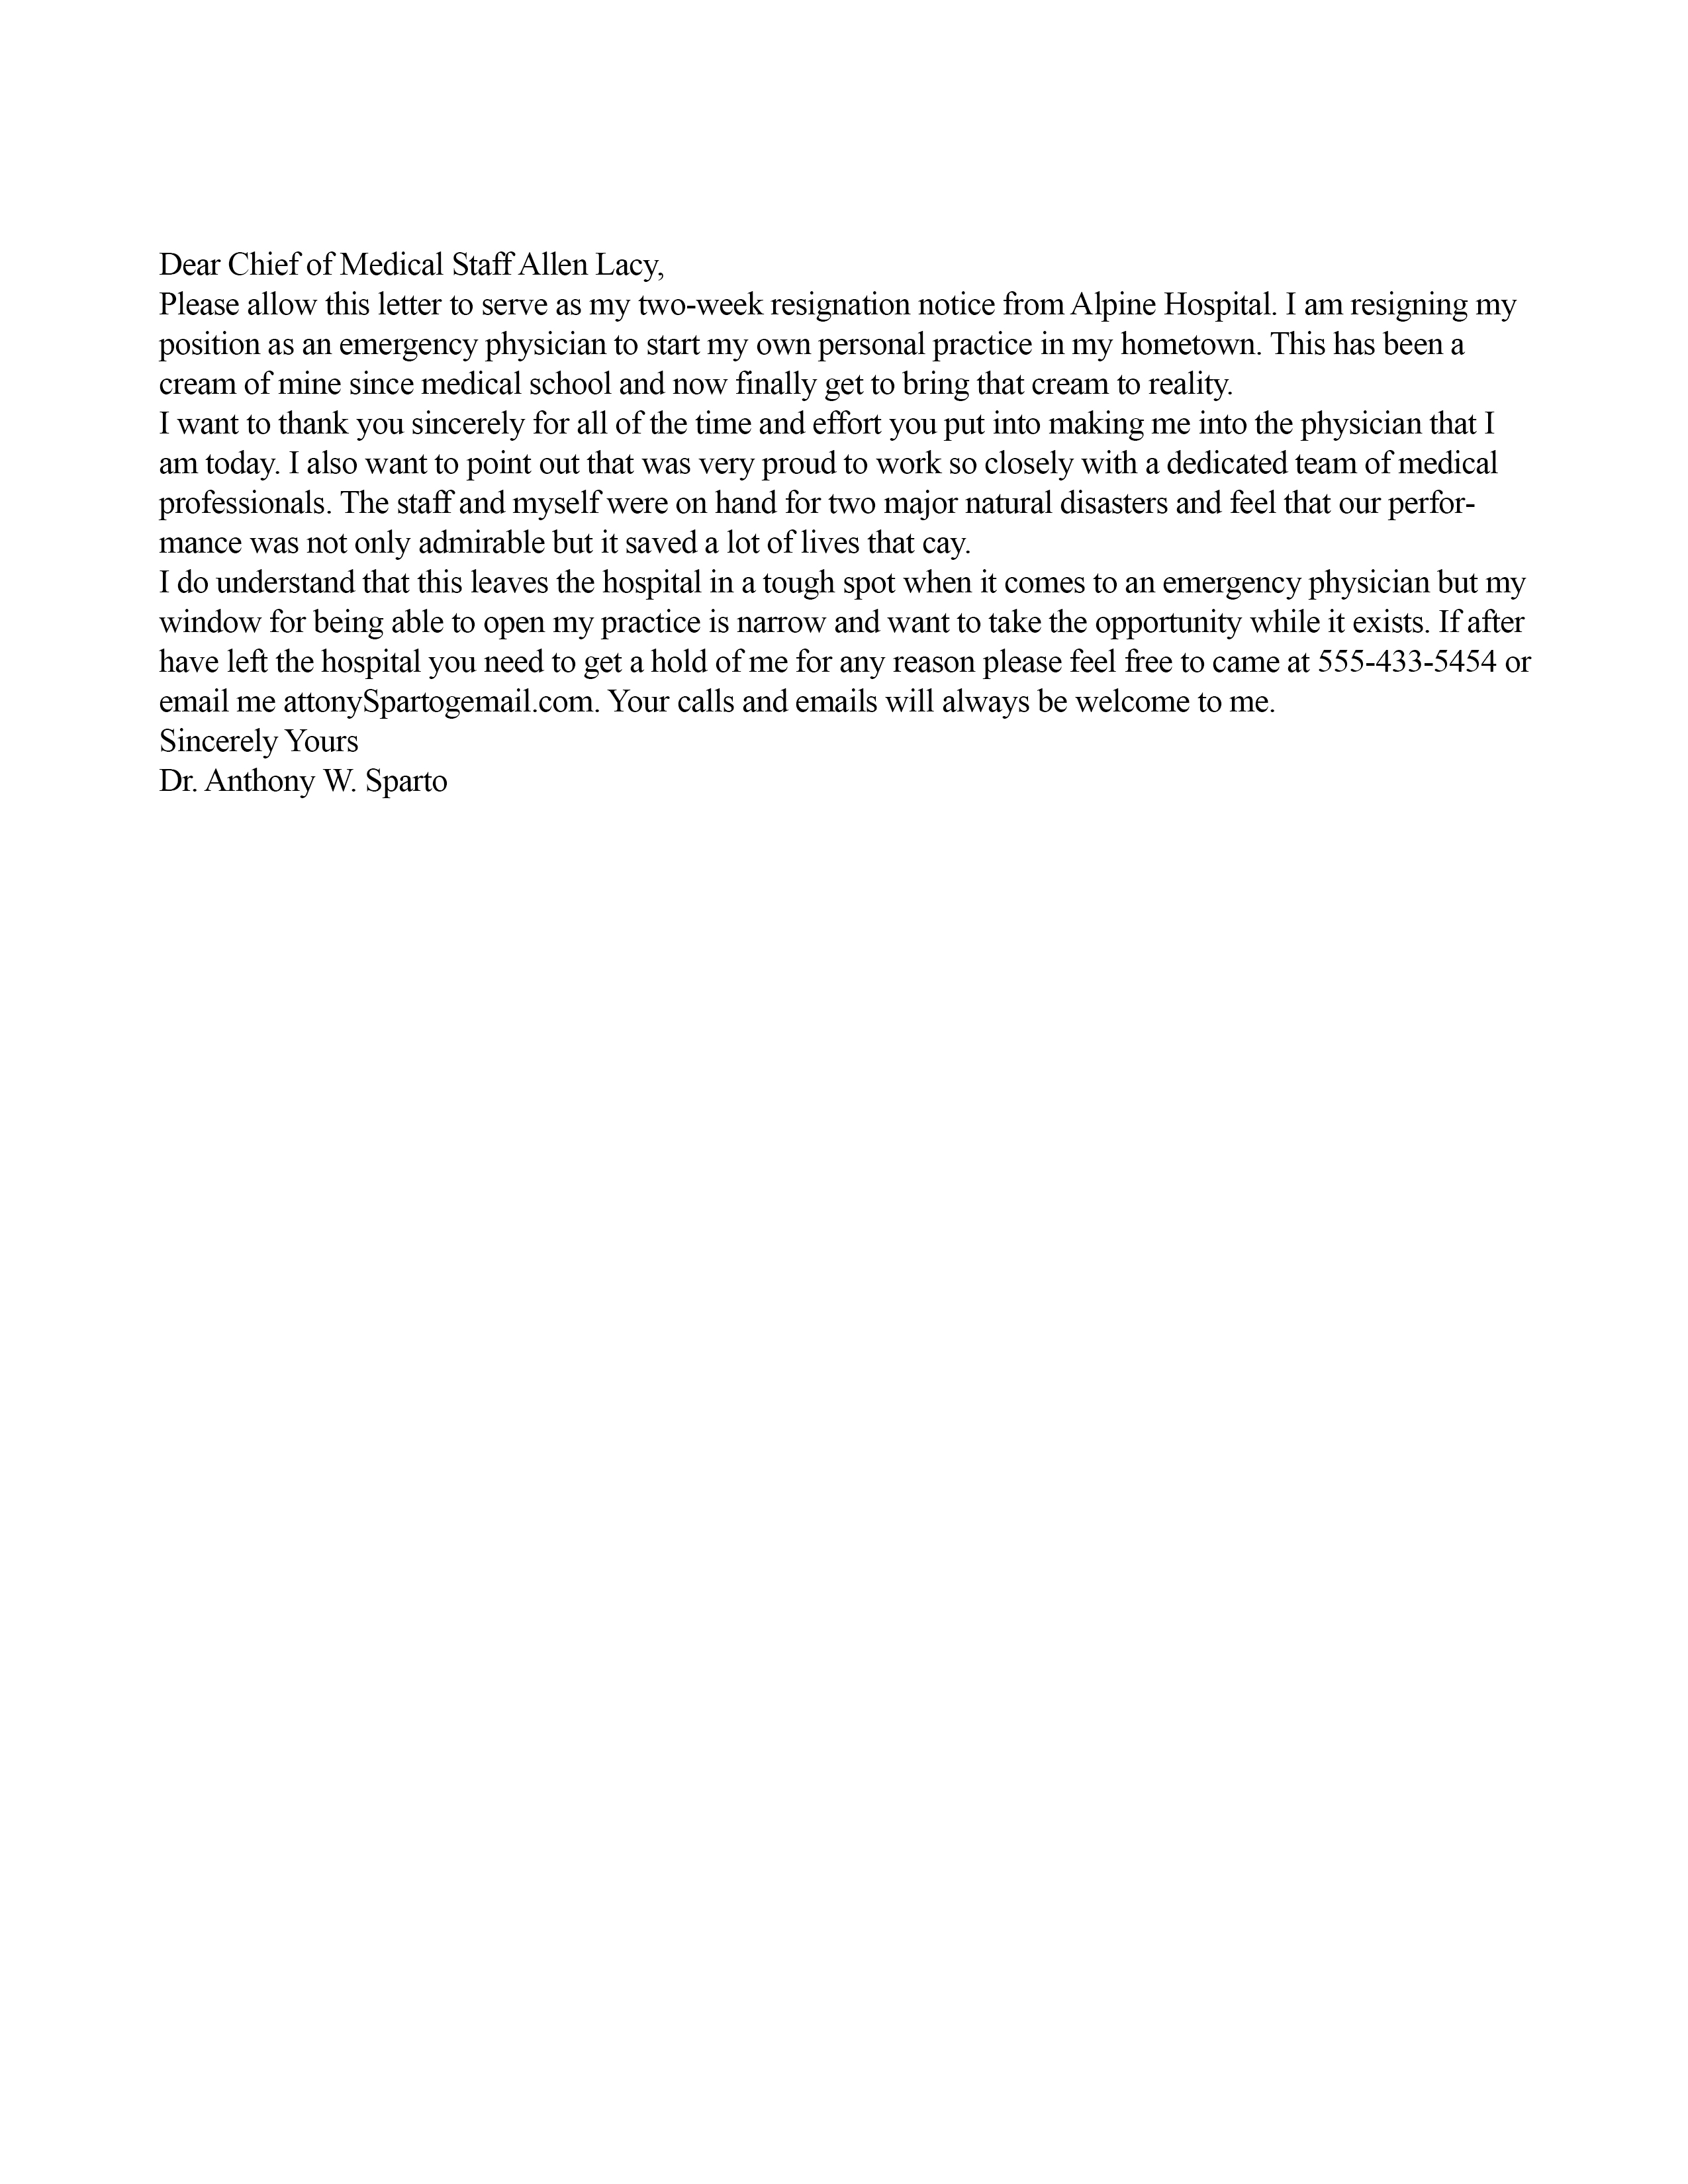 Dear Chief of Medical Staff Allen Lacy,
Please allow this letter to serve as my two-week resignation notice from Alpine Hospital. I am resigning my
position as an emergency physician to start my own personal practice in my hometown. This has been a
cream of mine since medical school and now finally get to bring that cream to reality.
I want to thank you sincerely for all of the time and effort you put into making me into the physician that I
am today. I also want to point out that was very proud to work so closely with a dedicated team of medical
professionals. The staff and myself were on hand for two major natural disasters and feel that our perfor-
mance was not only admirable but it saved a lot of lives that cay.
I do understand that this leaves the hospital in a tough spot when it comes to an emergency physician but my
window for being able to open my practice is narrow and want to take the opportunity while it exists. If after
have left the hospital you need to get a hold of me for any reason please feel free to came at 555-433-5454 or
email me attonySpartogemail.com. Your calls and emails will always be welcome to me.
Sincerely Yours
Dr. Anthony W. Sparto